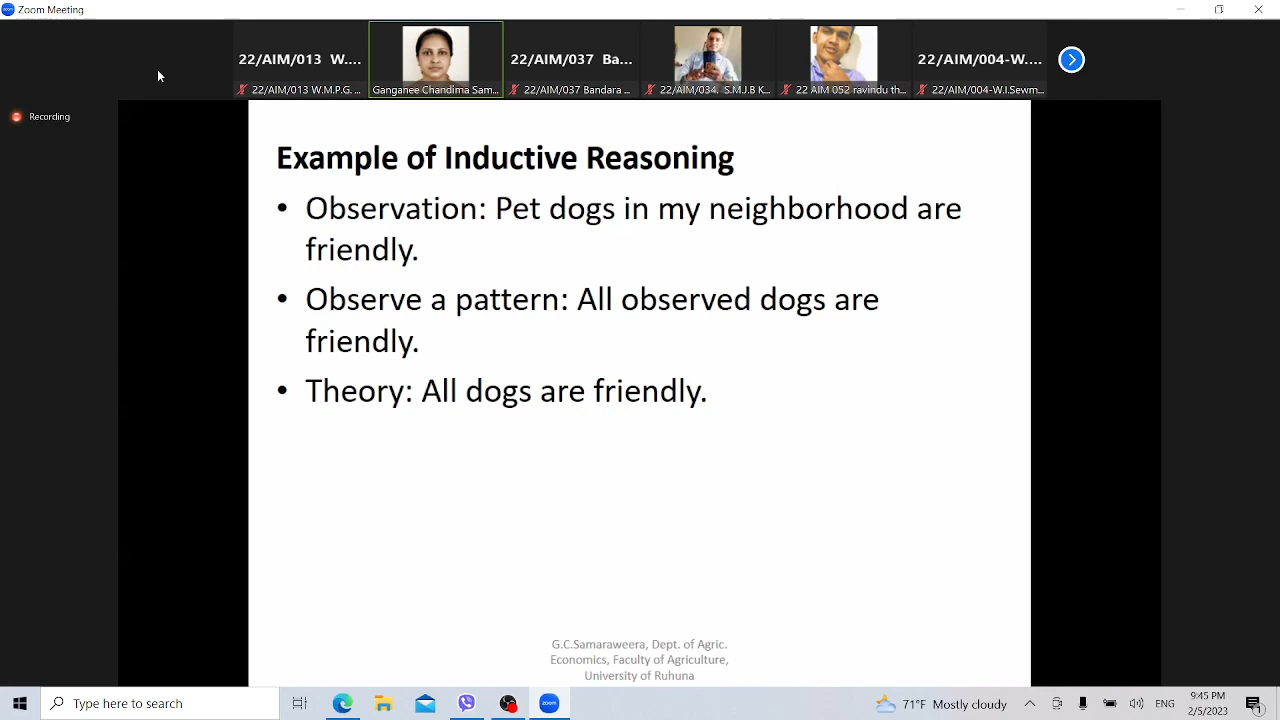 Zoom Meeting
22/AIM/013 W....
22/AIM/037 Ba...
22/AIM/004-W....
22/AIM/013 W.M.P.G. ...
Ganganee Chandima Sam...
22/AIM/037 Bandara ...
22/AIM/034. S.M.J.B K...
22 AIM 052 ravindu th...
22/AIM/004-W.I.Sewm...
Recording
Example of Inductive Reasoning
• Observation: Pet dogs in my neighborhood are
friendly.
• Observe a pattern: All observed dogs are
friendly.
• Theory: All dogs are friendly.
G.C.Samaraweera, Dept. of Agric.
Economics, Faculty of Agriculture,
University of Ruhuna
Type here to search
zoom
71°F Mostly cloudy
ENG
9:45 PM
2/5/2023
1